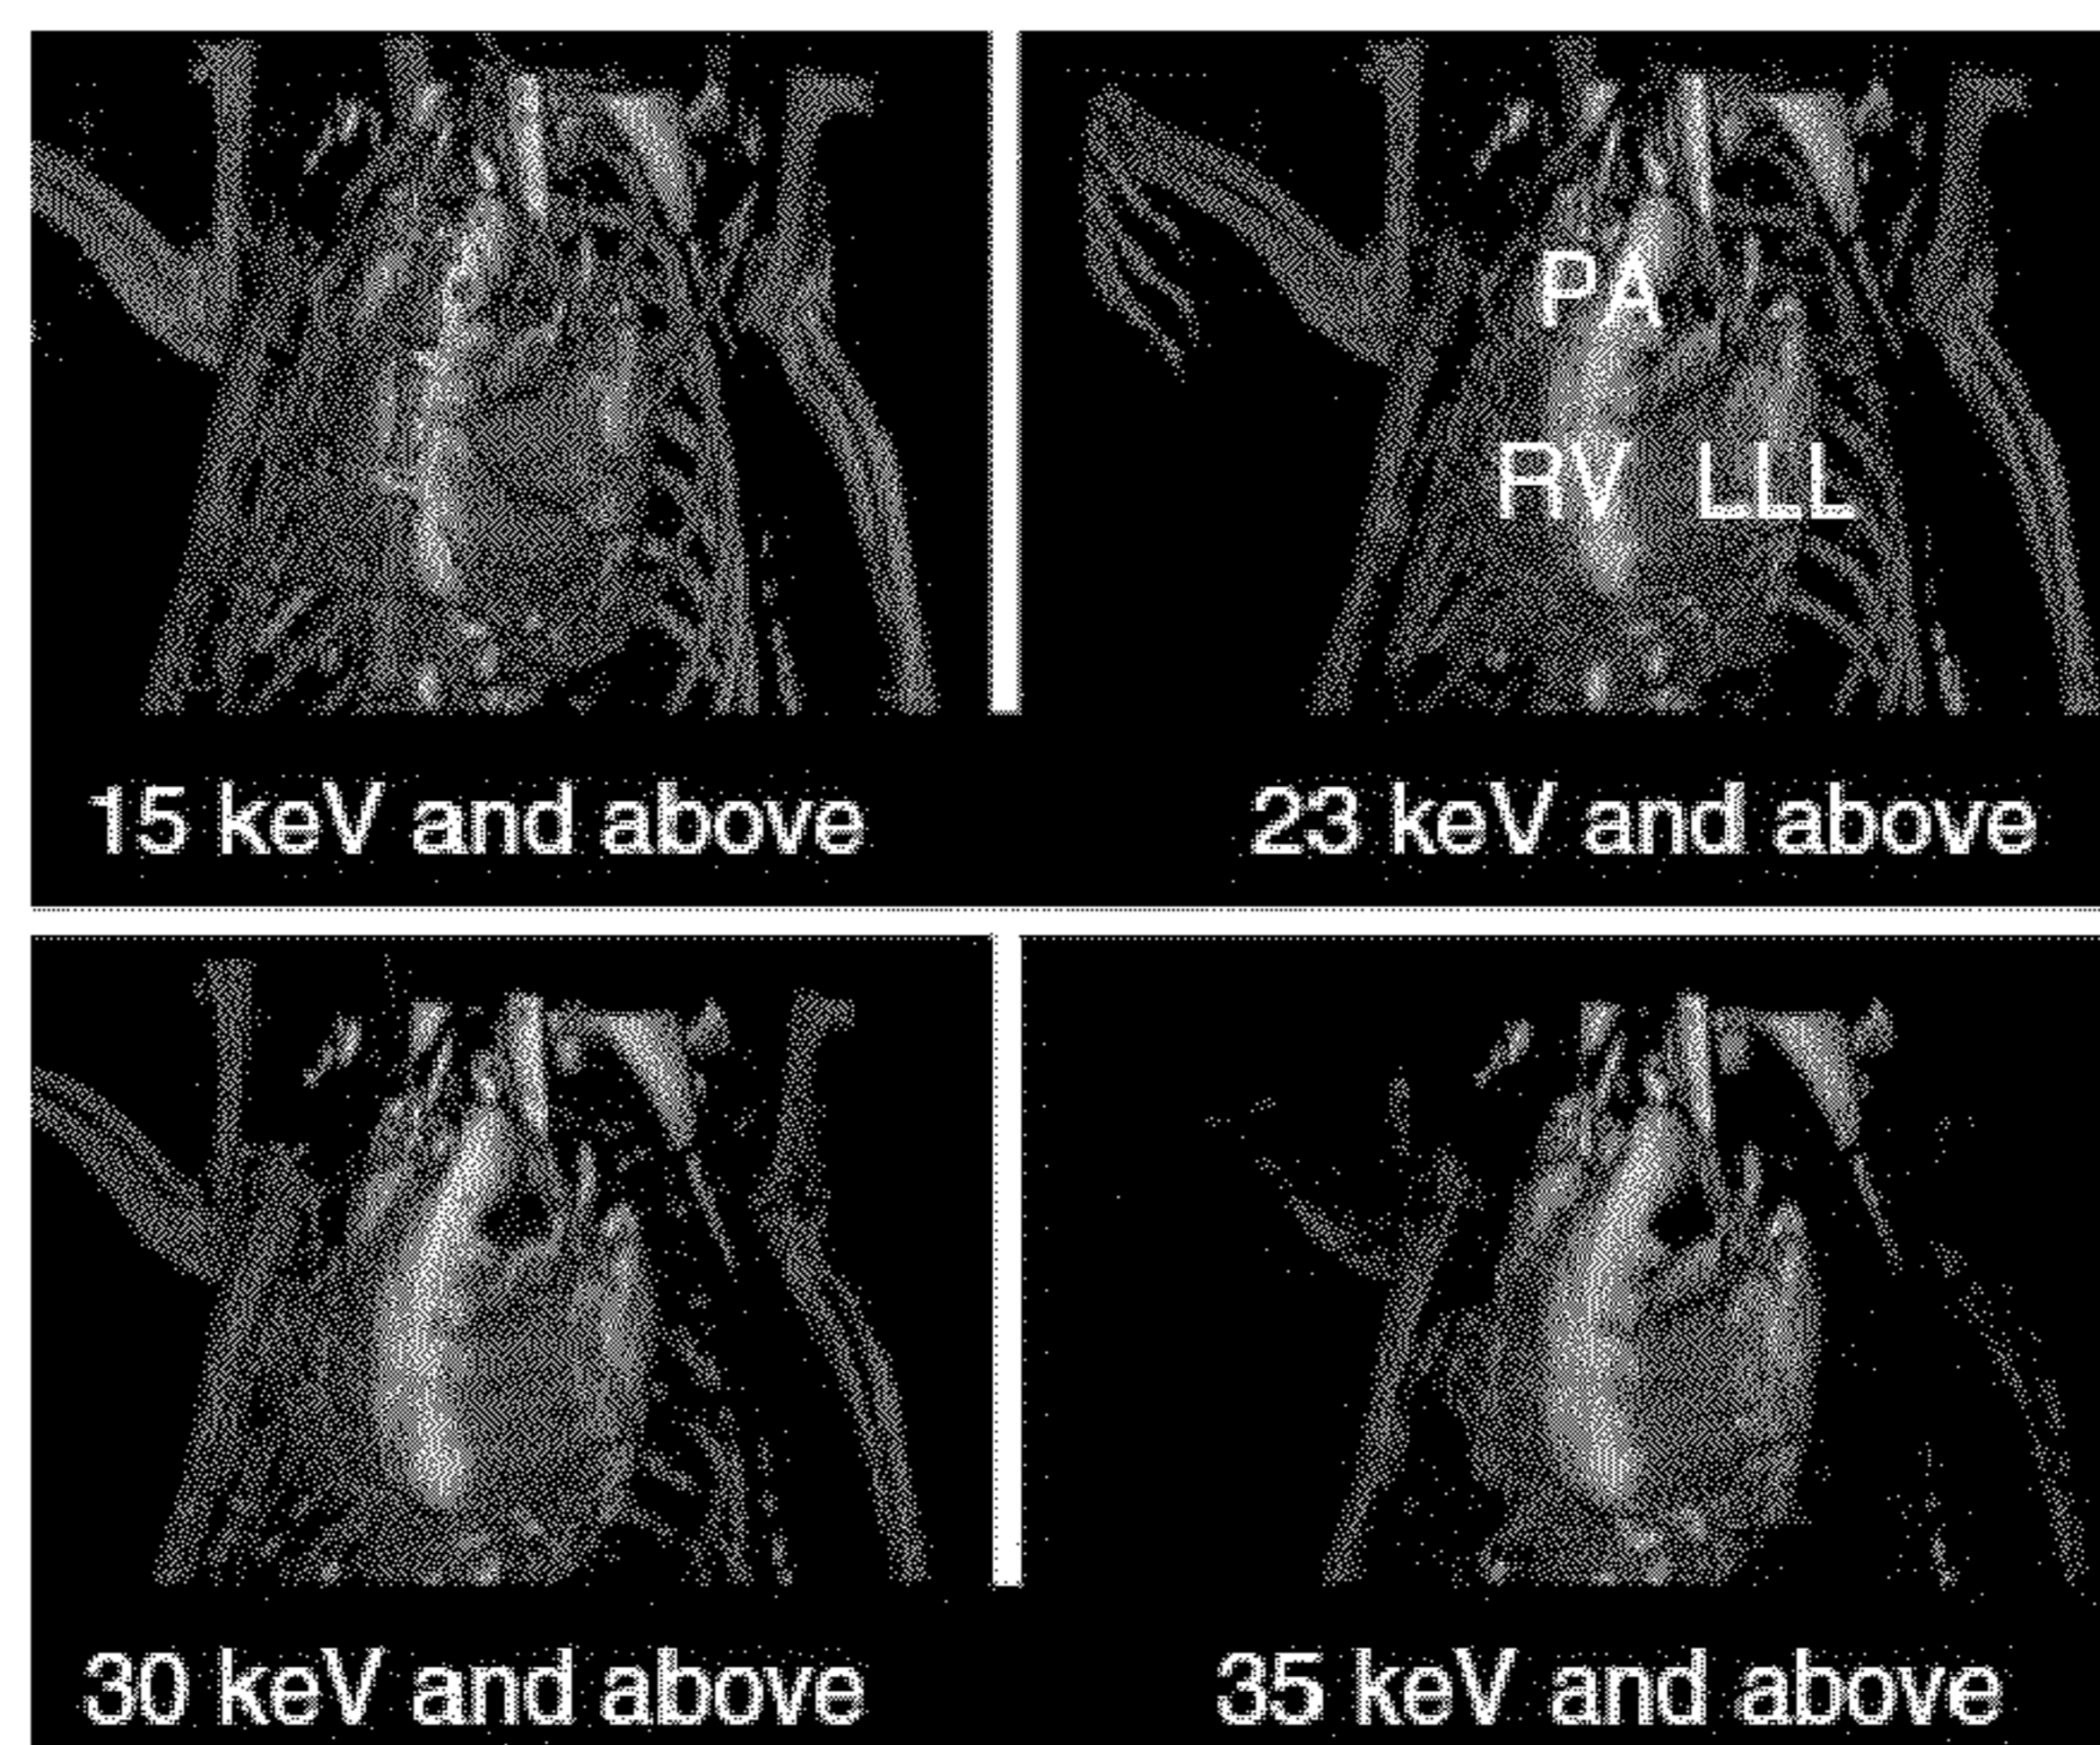 PA
RV LLL
15 keV and above
23 keV and above
30 keV and above
35 keV and above